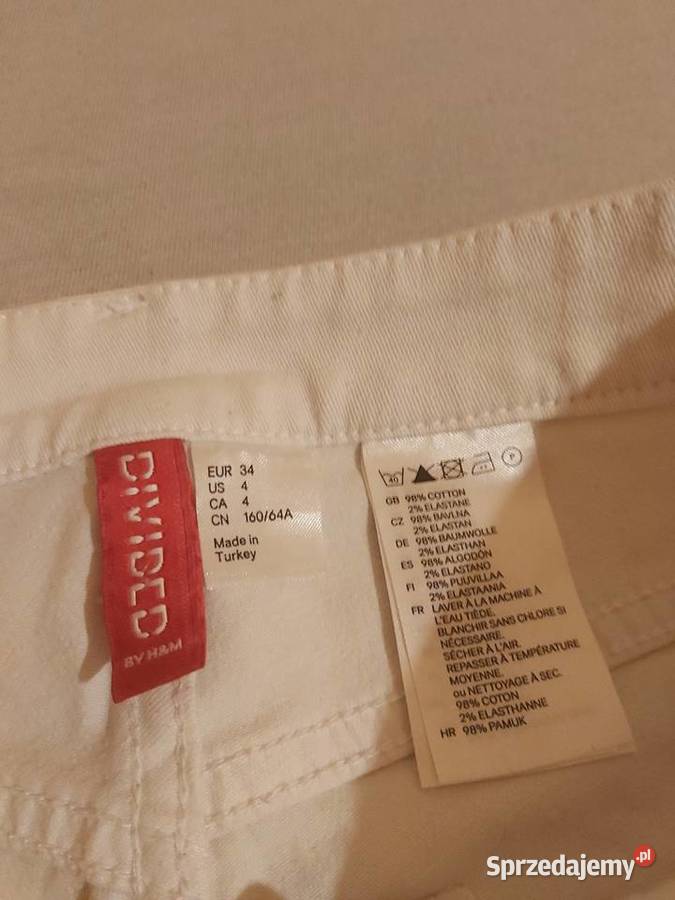 DIVIDED
BY H&M
EUR 34
US 4
CA 4
CN 160/64A
Made in
Turkey
40
P
GB 98% COTTON
2% ELASTANE
CZ 98% BAVLNA
2% ELASTAN
DE 98% BAUMWOLLE
2% ELASTHAN
ES 98% ALGODÓN
2% ELASTANO
FI 98% PUUVILLAA
2% ELASTAANIA
FR LAVER À LA MACHINE À
L'EAU TIÈDE.
BLANCHIR SANS CHLORE SI
NÉCESSAIRE.
SÉCHER À L'AIR.
REPASSER À TEMPÉRATURE
MOYENNE.
ou NETTOYAGE À SEC.
98% COTON
2% ELASTHANNE
HR 98% PAMUK
Sprzedajemy.pl